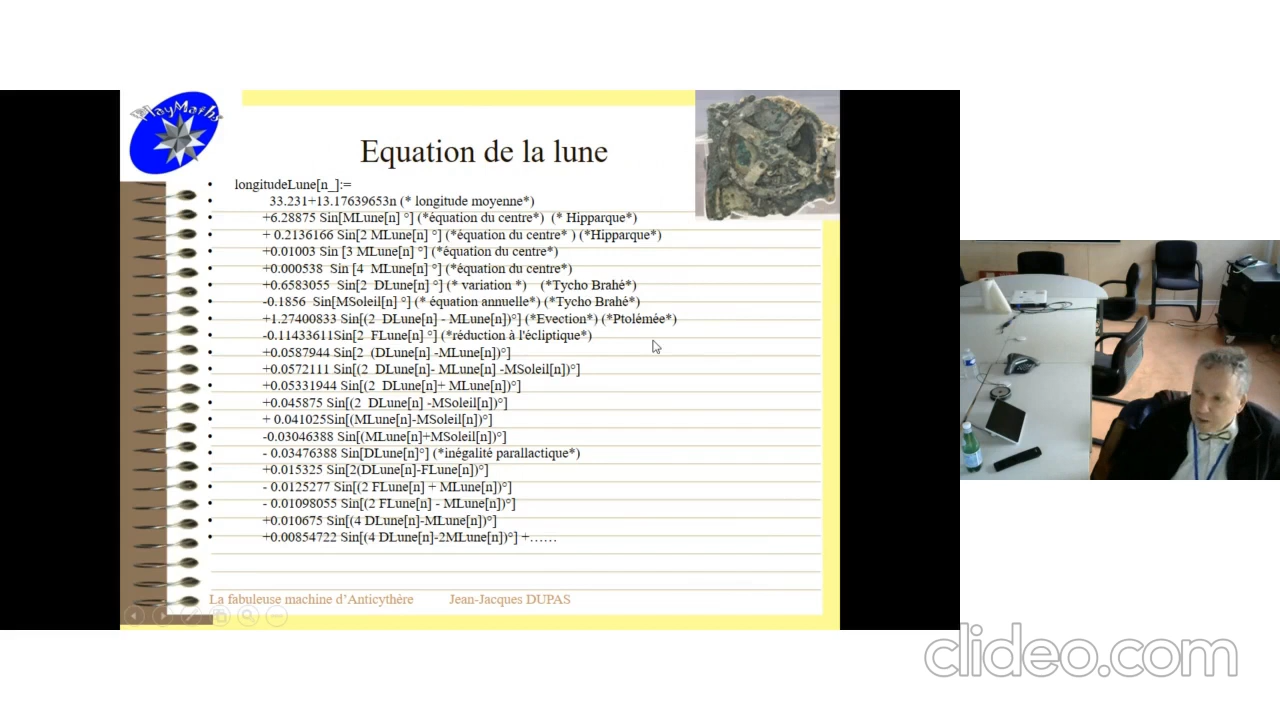 PlayMaths
Equation de la lune
longitudeLune[n_]:=
33.231+13.17639653n (* longitude moyenne*)
+6.28875 Sin[MLune[n] °] (*équation du centre*) (* Hipparque*)
+ 0.2136166 Sin[2 MLune[n] °] (*équation du centre* ) (*Hipparque*)
+0.01003 Sin [3 MLune[n] °] (*équation du centre*)
+0.000538 Sin [4 MLune[n] °] (*équation du centre*)
+0.6583055 Sin[2 DLune[n] °] (* variation *) (*Tycho Brahé*)
-0.1856 Sin[MSoleil[n] °] (* équation annuelle*) (*Tycho Brahé*)
+1.27400833 Sin[(2 DLune[n] - MLune[n])°] (*Evection*) (*Ptolémée*)
-0.11433611Sin[2 FLune[n] °] (*réduction à l'écliptique*)
+0.0587944 Sin[2 (DLune[n] -MLune[n])°]
+0.0572111 Sin[(2 DLune[n]- MLune[n] -MSoleil[n])°]
+0.05331944 Sin[(2 DLune[n]+ MLune[n])°]
+0.045875 Sin[(2 DLune[n] -MSoleil[n])°]
+ 0.041025Sin[(MLune[n]-MSoleil[n])°]
-0.03046388 Sin[(MLune[n]+MSoleil[n])°]
- 0.03476388 Sin[DLune[n]°] (*inégalité parallactique*)
+0.015325 Sin[2(DLune[n]-FLune[n])°]
- 0.0125277 Sin[(2 FLune[n] + MLune[n])°]
- 0.01098055 Sin[(2 FLune[n] - MLune[n])°]
+0.010675 Sin[(4 DLune[n]-MLune[n])°]
+0.00854722 Sin[(4 DLune[n]-2MLune[n])°] +……
La fabuleuse machine d’Anticythère Jean-Jacques DUPAS
clideo.com